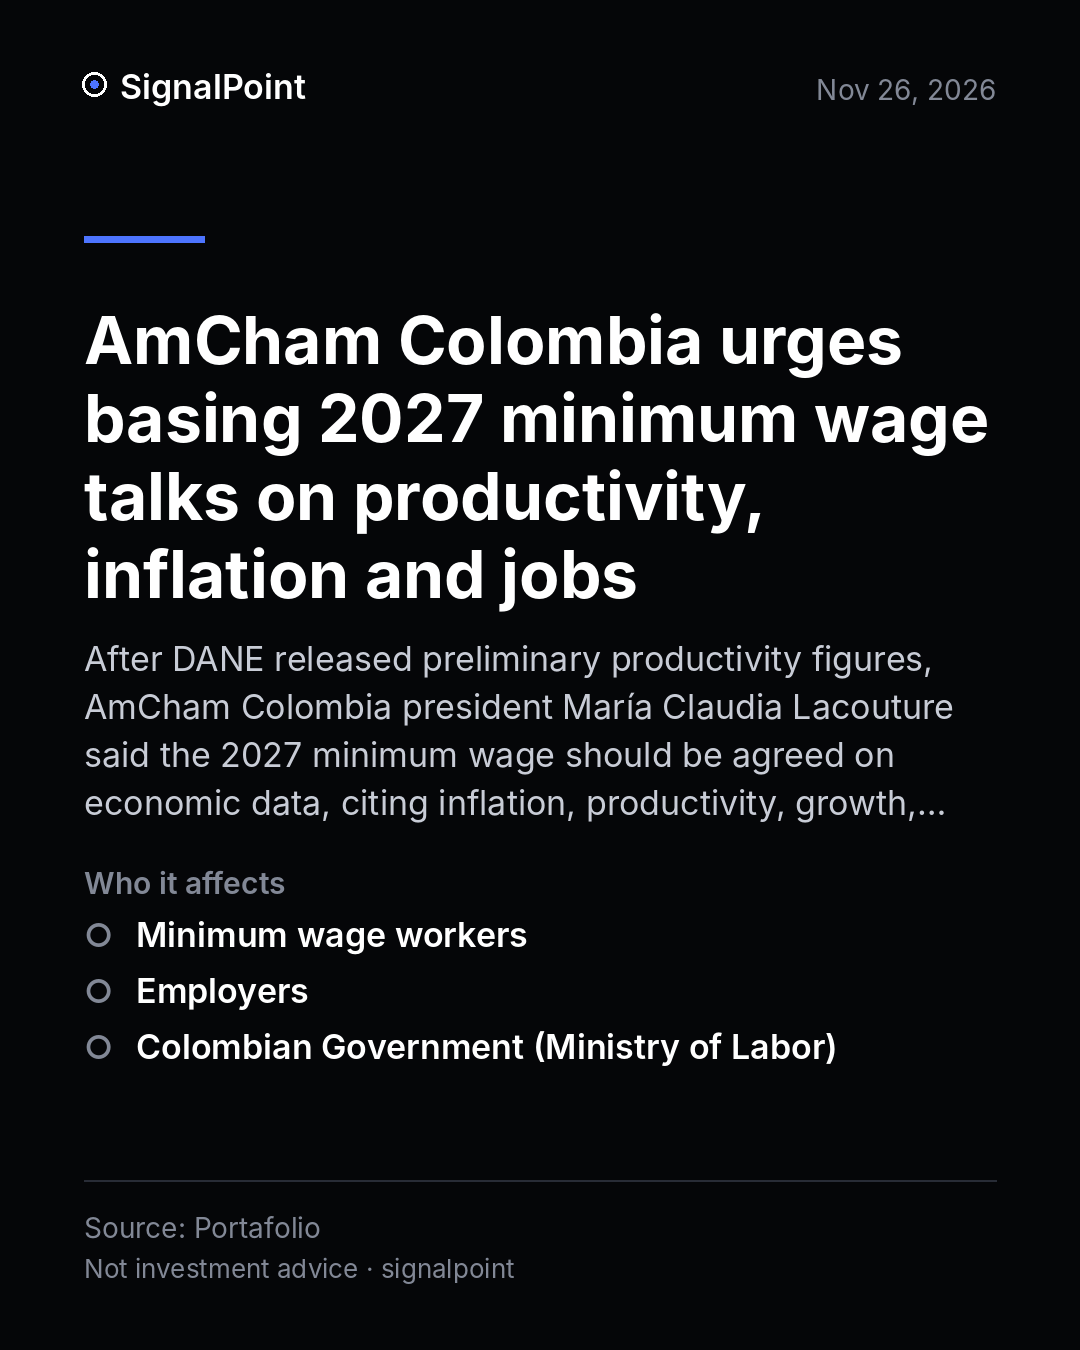 SignalPoint
Nov 26, 2026
AmCham Colombia urges
basing 2027 minimum wage
talks on productivity,
inflation and jobs
After DANE released preliminary productivity figures,
AmCham Colombia president María Claudia Lacouture
said the 2027 minimum wage should be agreed on
economic data, citing inflation, productivity, growth,...
Who it affects
Minimum wage workers
Employers
Colombian Government (Ministry of Labor)
Source: Portafolio
Not investment advice · signalpoint